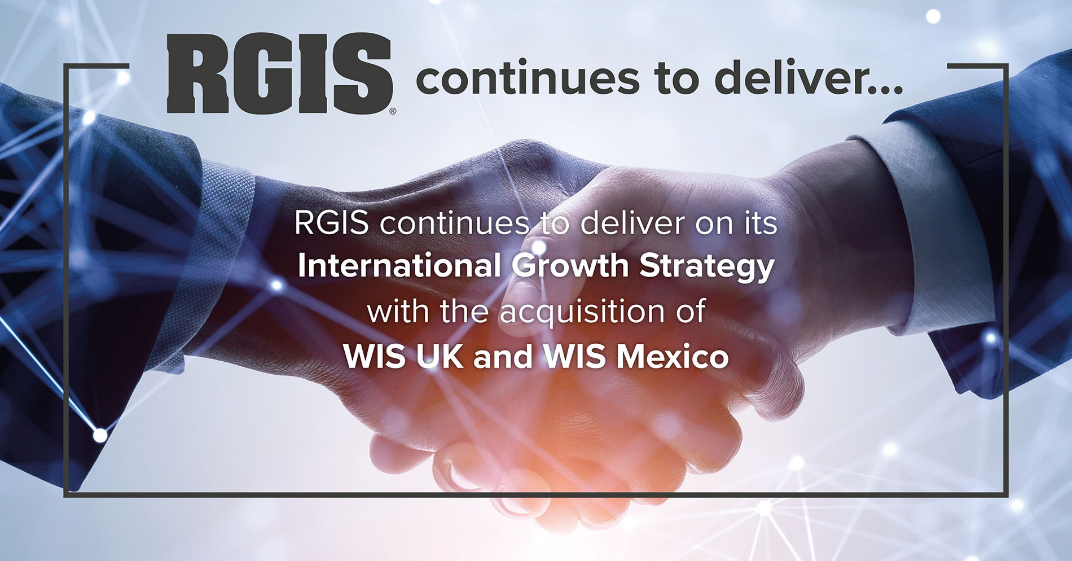 RGIS® continues to deliver...
RGIS continues to deliver on its
International Growth Strategy
with the acquisition of
WIS UK and WIS Mexico